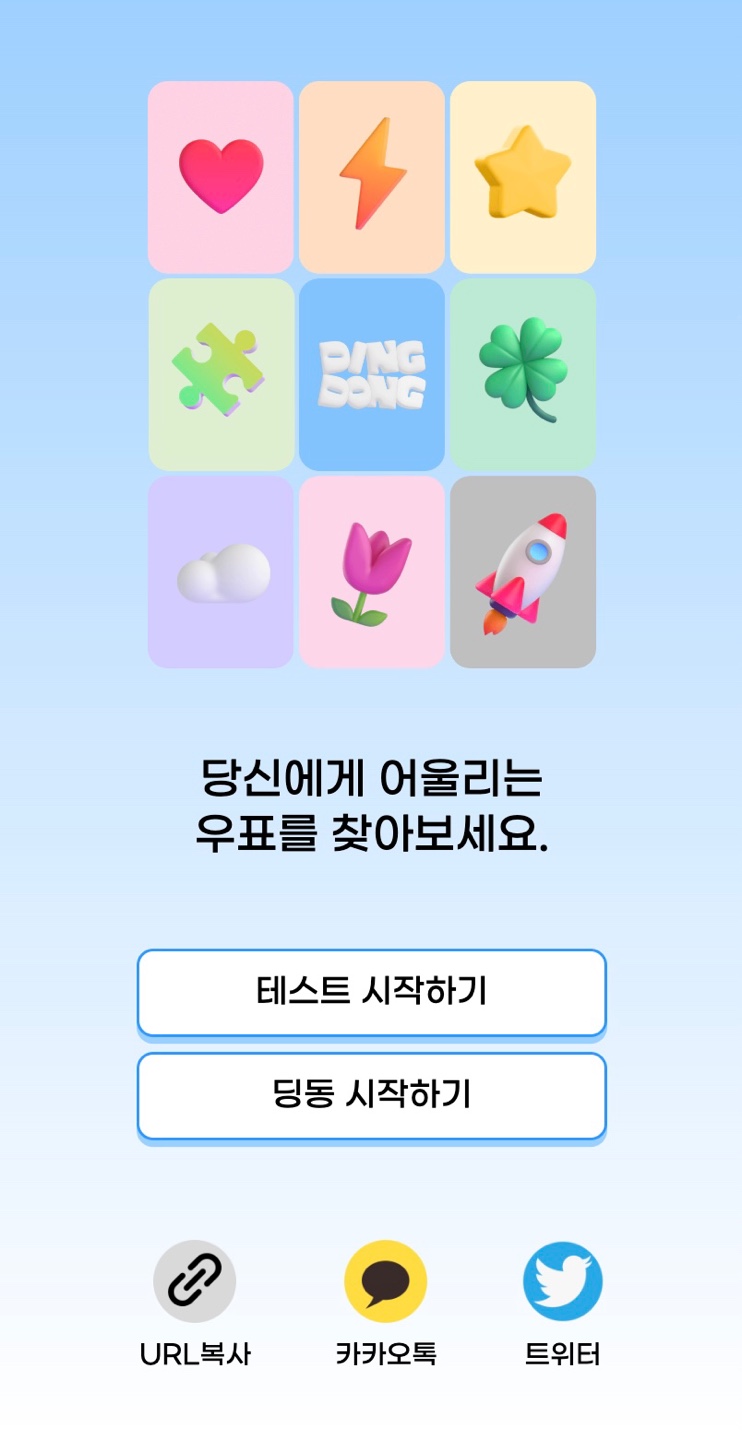 DING
DONG
당신에게 어울리는
우표를 찾아보세요.
테스트 시작하기
딩동 시작하기
URL복사
카카오톡
트위터